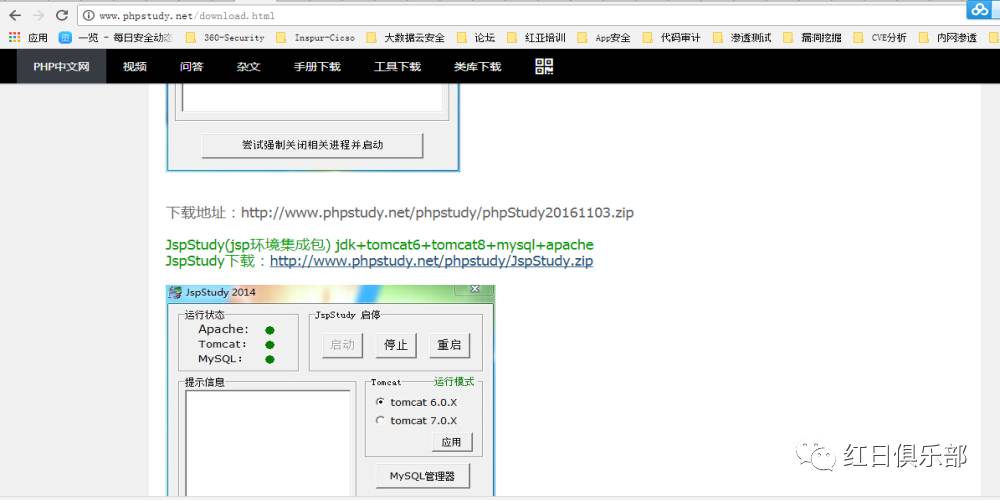 www.phpstudy.net/download.html
应用 一览 - 每日安全动态 360-Security Inspur-Cicso 大数据云安全 论坛 红亚培训 App安全 代码审计 渗透测试 漏洞挖掘 CVE分析 内网渗透
PHP中文网 视频 问答 杂文 手册下载 工具下载 类库下载
尝试强制关闭相关进程并启动
下载地址：http://www.phpstudy.net/phpstudy/phpStudy20161103.zip
JspStudy(jsp环境集成包) jdk+tomcat6+tomcat8+mysql+apache
JspStudy下载：http://www.phpstudy.net/phpstudy/JspStudy.zip
JspStudy 2014
运行状态
Apache:
Tomcat:
MySQL:
JspStudy 启停
启动 停止 重启
提示信息
Tomcat 运行模式
tomcat 6.0.X
tomcat 7.0.X
应用
MySQL管理器
红日俱乐部